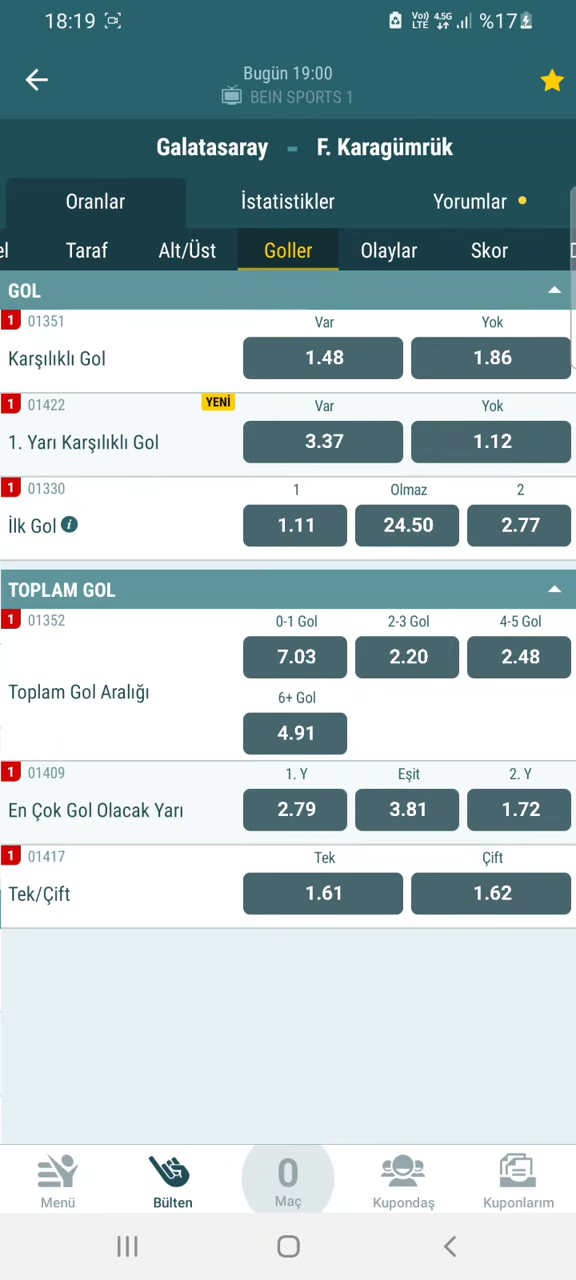 18:19 Vo)) LTE 4.5G %17
Bugün 19:00
BEIN SPORTS 1
Galatasaray - F. Karagümrük
Oranlar İstatistikler Yorumlar
el Taraf Alt/Üst Goller Olaylar Skor D
GOL
1 01351 Var Yok
Karşılıklı Gol 1.48 1.86
1 01422 YENİ Var Yok
1. Yarı Karşılıklı Gol 3.37 1.12
1 01330 1 Olmaz 2
İlk Gol i 1.11 24.50 2.77
TOPLAM GOL
1 01352 0-1 Gol 2-3 Gol 4-5 Gol
7.03 2.20 2.48
Toplam Gol Aralığı 6+ Gol
4.91
1 01409 1. Y Eşit 2. Y
En Çok Gol Olacak Yarı 2.79 3.81 1.72
1 01417 Tek Çift
Tek/Çift 1.61 1.62
0
Menü Bülten Maç Kupondaş Kuponlarım